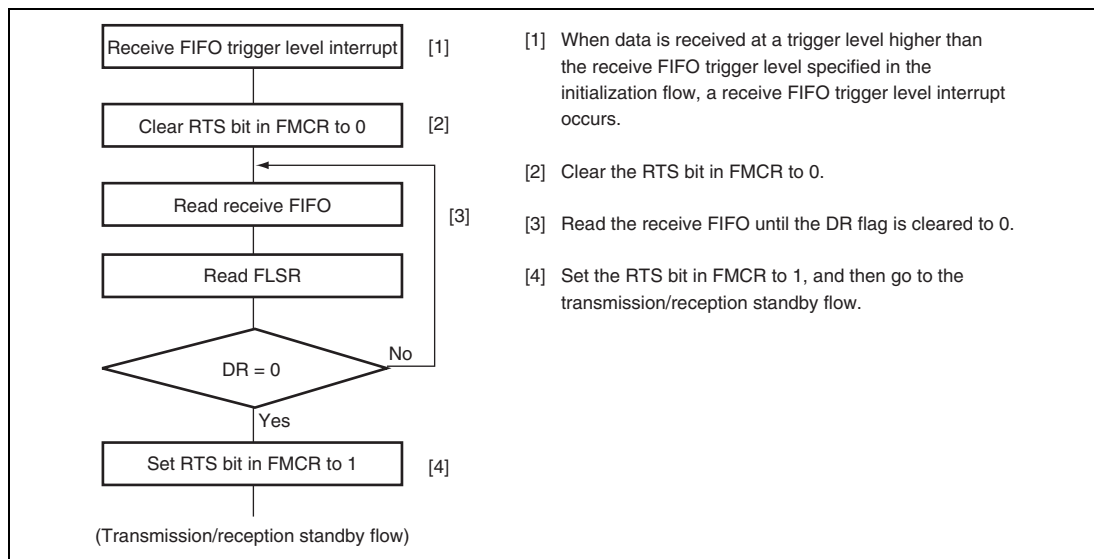 Receive FIFO trigger level interrupt
[1]
Clear RTS bit in FMCR to 0
[2]
Read receive FIFO
[3]
Read FLSR
DR = 0
No
Yes
Set RTS bit in FMCR to 1
[4]
(Transmission/reception standby flow)
[1] When data is received at a trigger level higher than
the receive FIFO trigger level specified in the
initialization flow, a receive FIFO trigger level interrupt
occurs.
[2] Clear the RTS bit in FMCR to 0.
[3] Read the receive FIFO until the DR flag is cleared to 0.
[4] Set the RTS bit in FMCR to 1, and then go to the
transmission/reception standby flow.